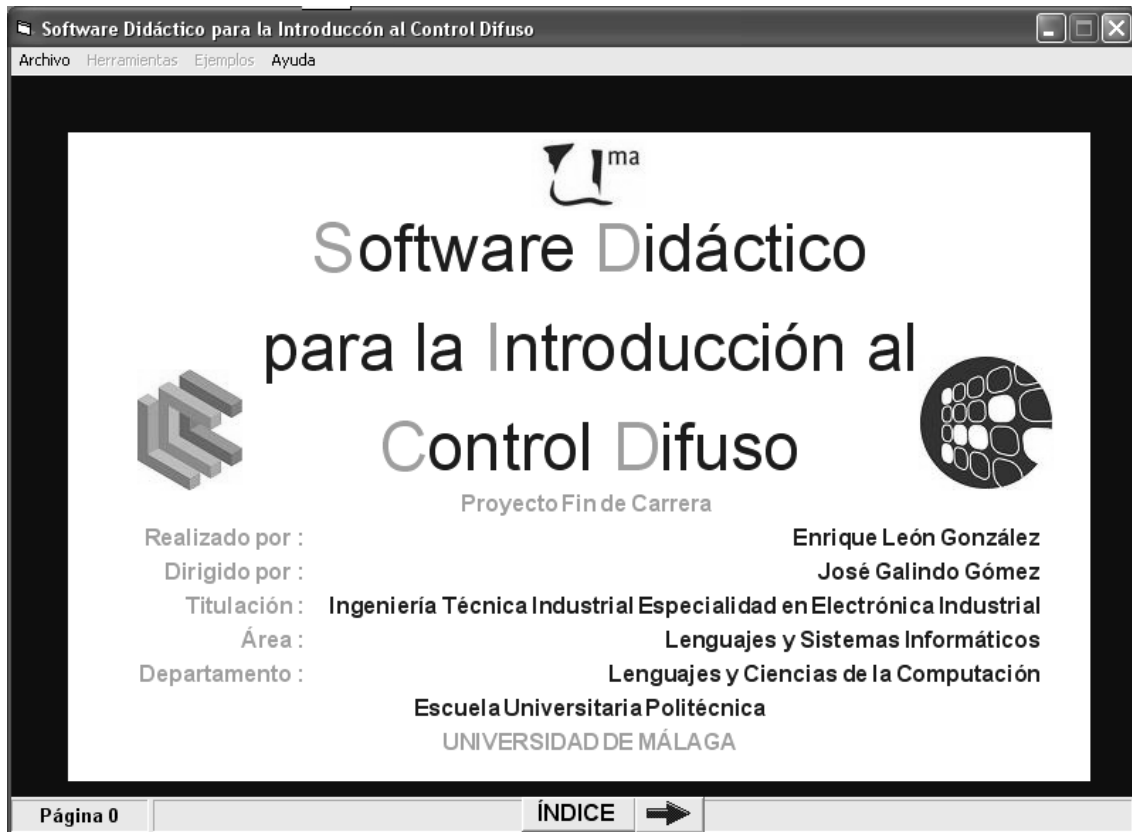 Software Didáctico para la Introduccón al Control Difuso
Archivo Herramientas Ejemplos Ayuda
uma
Software Didáctico
para la Introducción al
Control Difuso
Proyecto Fin de Carrera
Realizado por : Enrique León González
Dirigido por : José Galindo Gómez
Titulación : Ingeniería Técnica Industrial Especialidad en Electrónica Industrial
Área : Lenguajes y Sistemas Informáticos
Departamento : Lenguajes y Ciencias de la Computación
Escuela Universitaria Politécnica
UNIVERSIDAD DE MÁLAGA
Página 0 ÍNDICE